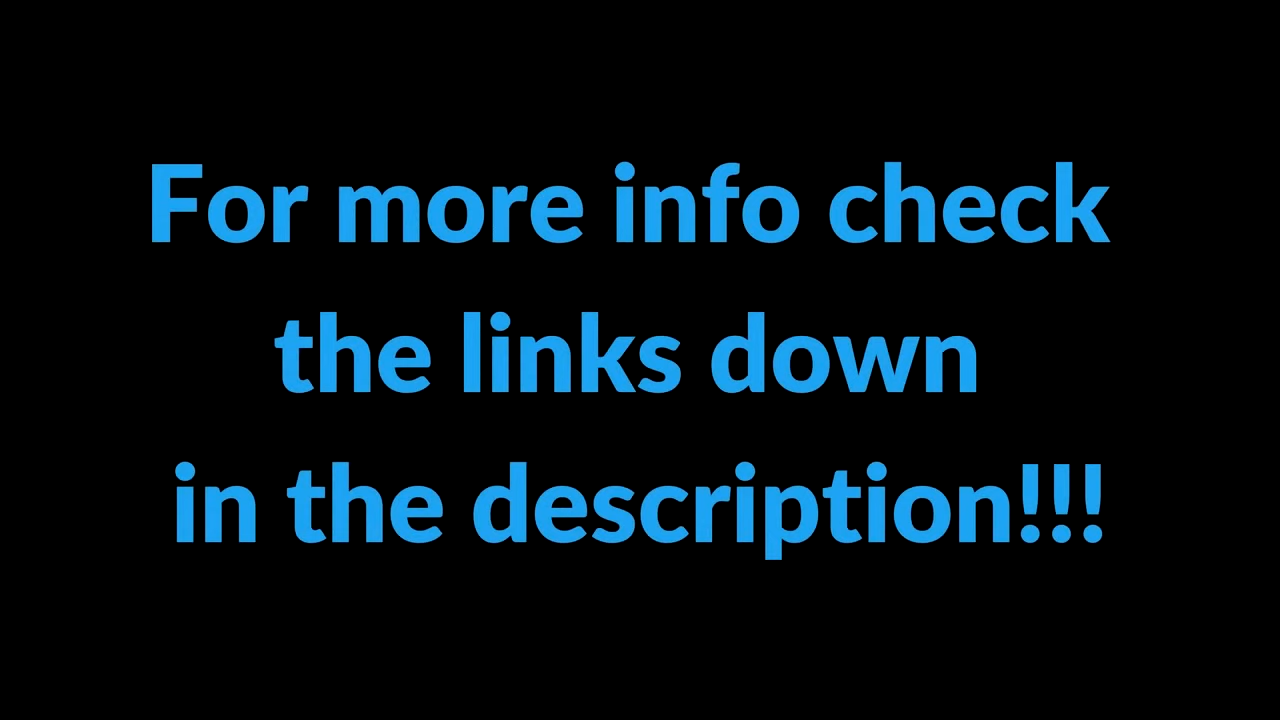 For more info check
the links down
in the description!!!